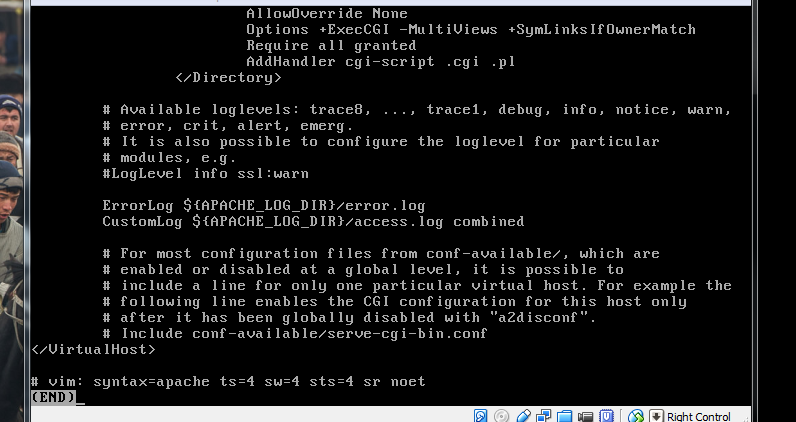 AllowOverride None
Options +ExecCGI -MultiViews +SymLinksIfOwnerMatch
Require all granted
AddHandler cgi-script .cgi .pl
</Directory>
# Available loglevels: trace8, ..., trace1, debug, info, notice, warn,
# error, crit, alert, emerg.
# It is also possible to configure the loglevel for particular
# modules, e.g.
#LogLevel info ssl:warn
ErrorLog ${APACHE_LOG_DIR}/error.log
CustomLog ${APACHE_LOG_DIR}/access.log combined
# For most configuration files from conf-available/, which are
# enabled or disabled at a global level, it is possible to
# include a line for only one particular virtual host. For example the
# following line enables the CGI configuration for this host only
# after it has been globally disabled with "a2disconf".
# Include conf-available/serve-cgi-bin.conf
</VirtualHost>
# vim: syntax=apache ts=4 sw=4 sts=4 sr noet
(END)
Right Control